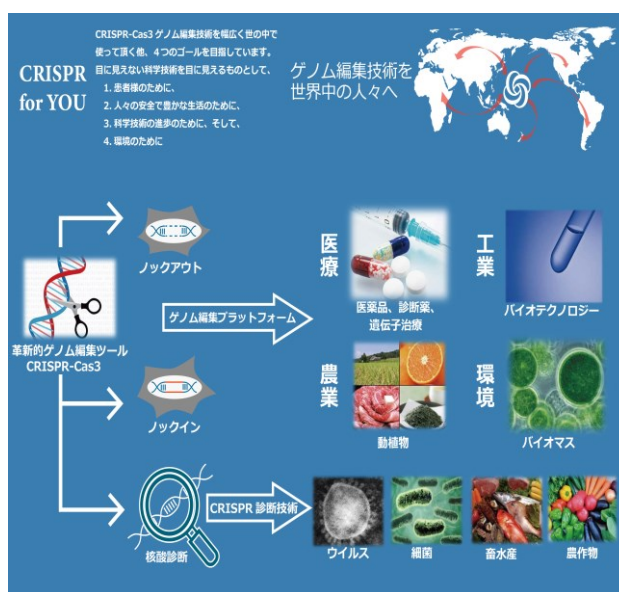 CRISPR
for YOU
CRISPR-Cas3 ゲノム編集技術を幅広く世の中で
使って頂く他、4つのゴールを目指しています。
目に見えない科学技術を目に見えるものとして、
1. 患者様のために、
2. 人々の安全で豊かな生活のために、
3. 科学技術の進歩のために、そして、
4. 環境のために
ゲノム編集技術を
世界中の人々へ
革新的ゲノム編集ツール
CRISPR-Cas3
ノックアウト
ゲノム編集プラットフォーム
ノックイン
核酸診断
CRISPR 診断技術
医療
医薬品、診断薬、
遺伝子治療
工業
バイオテクノロジー
農業
動植物
環境
バイオマス
ウイルス
細菌
畜水産
農作物